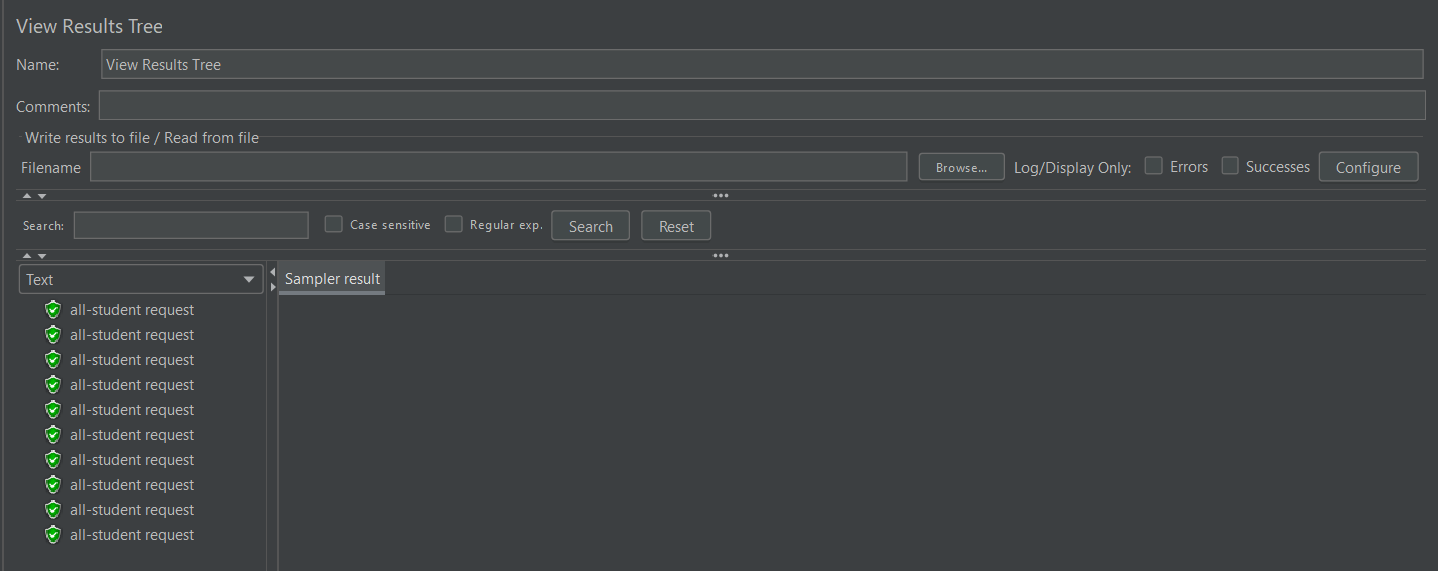 View Results Tree
Name: View Results Tree
Comments:
Write results to file / Read from file
Filename Browse... Log/Display Only: Errors Successes Configure
Search: Case sensitive Regular exp. Search Reset
Text Sampler result
all-student request
all-student request
all-student request
all-student request
all-student request
all-student request
all-student request
all-student request
all-student request
all-student request